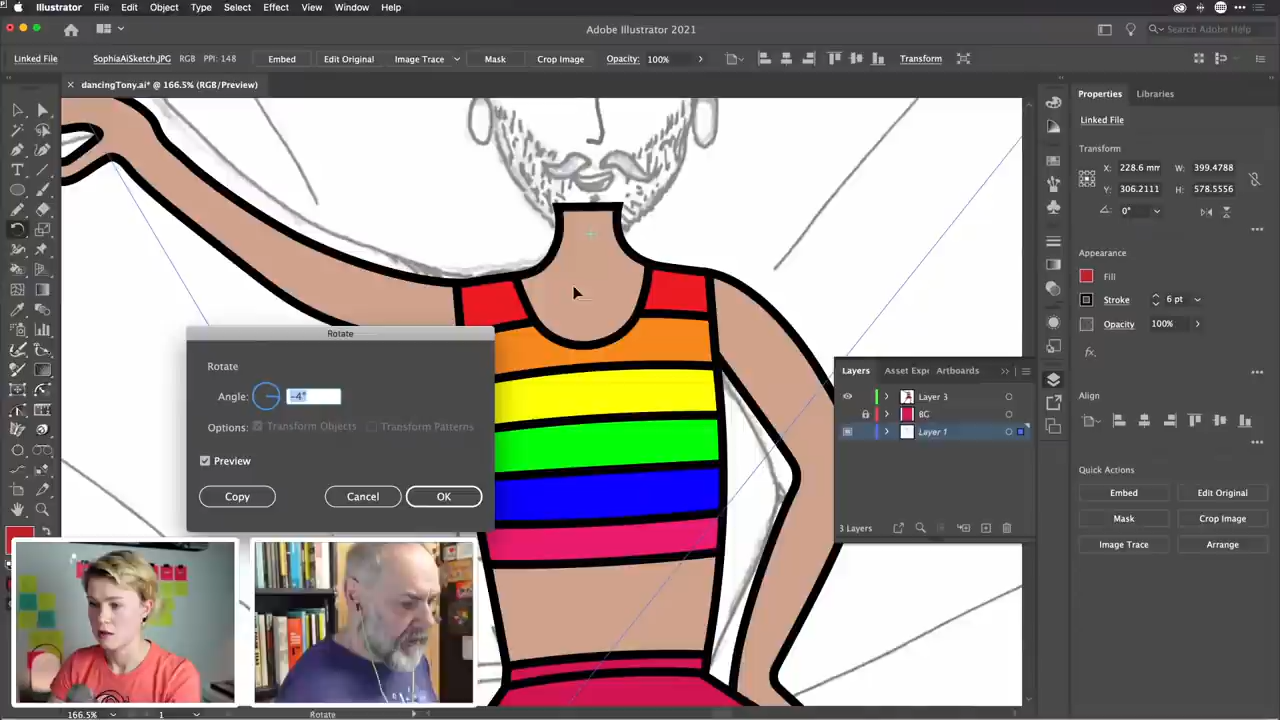 Illustrator File Edit Object Type Select Effect View Window Help
Adobe Illustrator 2021
Search Adobe Help
Linked File SophiaAiSketch.JPG RGB PPI: 148 Embed Edit Original Image Trace Mask Crop Image Opacity: 100% Transform
dancingTony.ai* @ 166.5% (RGB/Preview)
Properties Libraries
Linked File
Transform
X: 228.6 mm W: 399.4788
Y: 306.2111 H: 578.5556
0°
Appearance
Fill
Stroke 6 pt
Opacity 100%
fx.
Align
Quick Actions
Embed Edit Original
Mask Crop Image
Image Trace Arrange
Layers Asset Exp Artboards
Layer 3
BG
Layer 1
3 Layers
Rotate
Rotate
Angle: -4°
Options: Transform Objects Transform Patterns
Preview
Copy Cancel OK
166.5% 1 Rotate